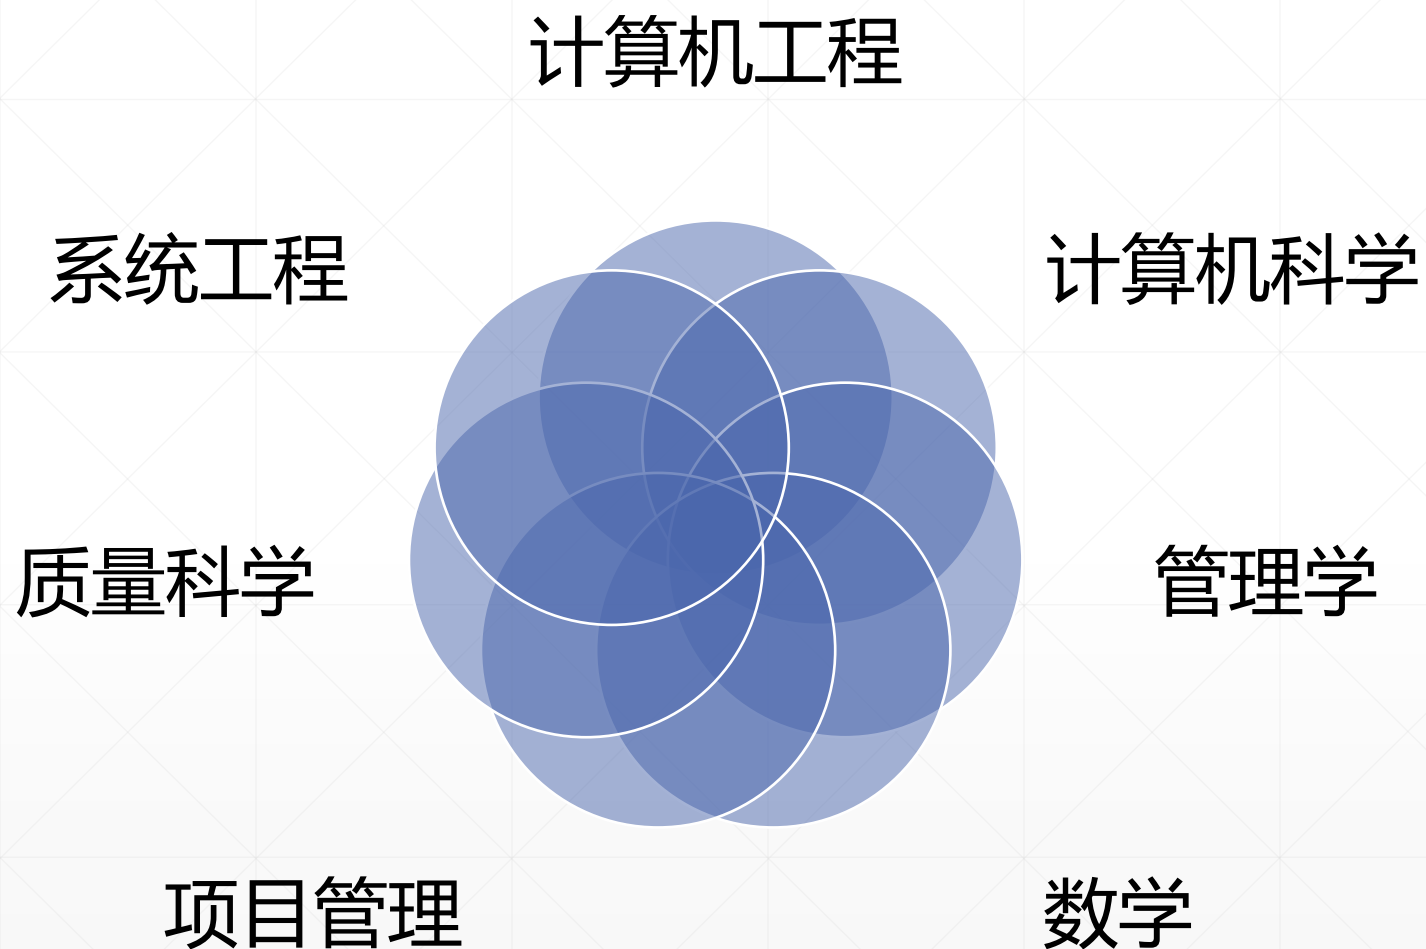 计算机工程
系统工程
计算机科学
质量科学
管理学
项目管理
数学